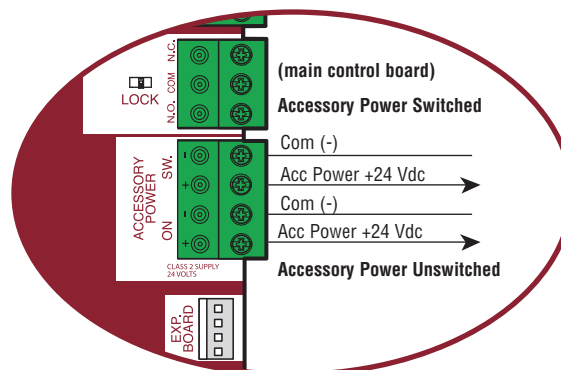 N.C.
COM
N.O.
LOCK
(main control board)
Accessory Power Switched
ACCESSORY
POWER
SW.
ON
-
+
-
+
Com (-)
Acc Power +24 Vdc
Com (-)
Acc Power +24 Vdc
CLASS 2 SUPPLY
24 VOLTS
Accessory Power Unswitched
EXP.
BOARD